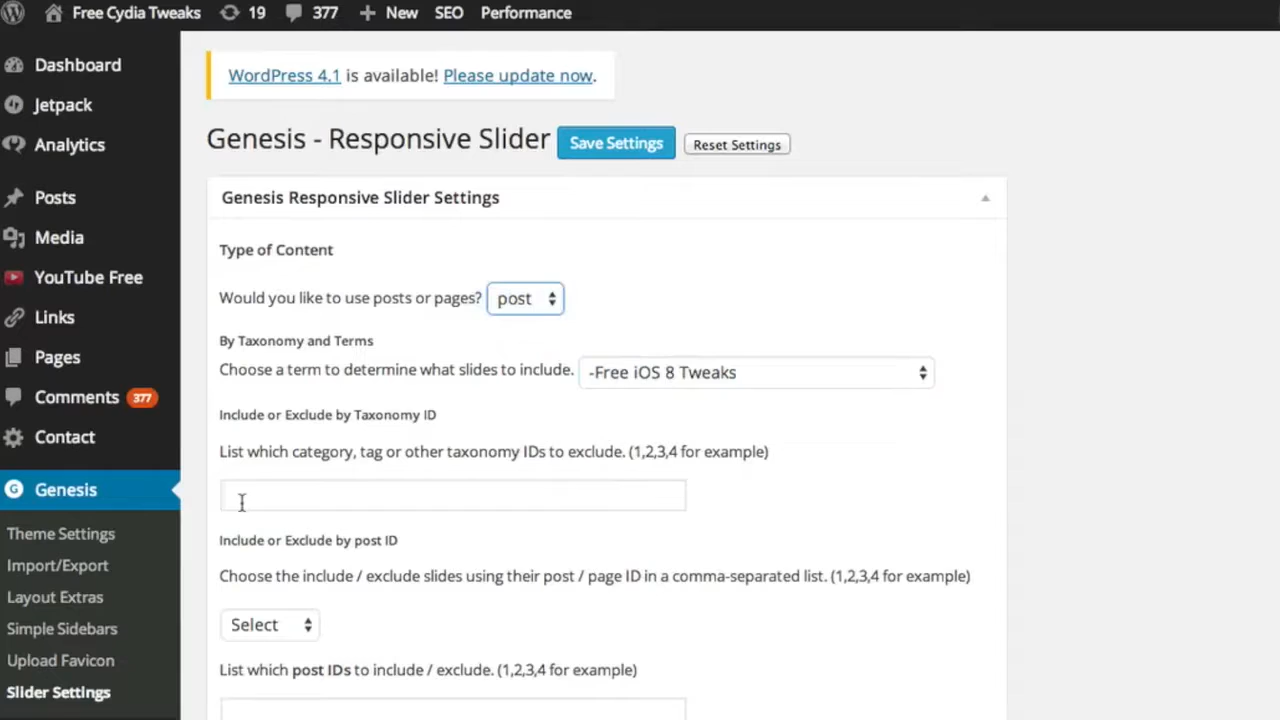 Free Cydia Tweaks 19 377 New SEO Performance
Dashboard
Jetpack
Analytics
Posts
Media
YouTube Free
Links
Pages
Comments 377
Contact
Genesis
Theme Settings
Import/Export
Layout Extras
Simple Sidebars
Upload Favicon
Slider Settings
WordPress 4.1 is available! Please update now.
Genesis - Responsive Slider Save Settings Reset Settings
Genesis Responsive Slider Settings
Type of Content
Would you like to use posts or pages? post
By Taxonomy and Terms
Choose a term to determine what slides to include. -Free iOS 8 Tweaks
Include or Exclude by Taxonomy ID
List which category, tag or other taxonomy IDs to exclude. (1,2,3,4 for example)
Include or Exclude by post ID
Choose the include / exclude slides using their post / page ID in a comma-separated list. (1,2,3,4 for example)
Select
List which post IDs to include / exclude. (1,2,3,4 for example)